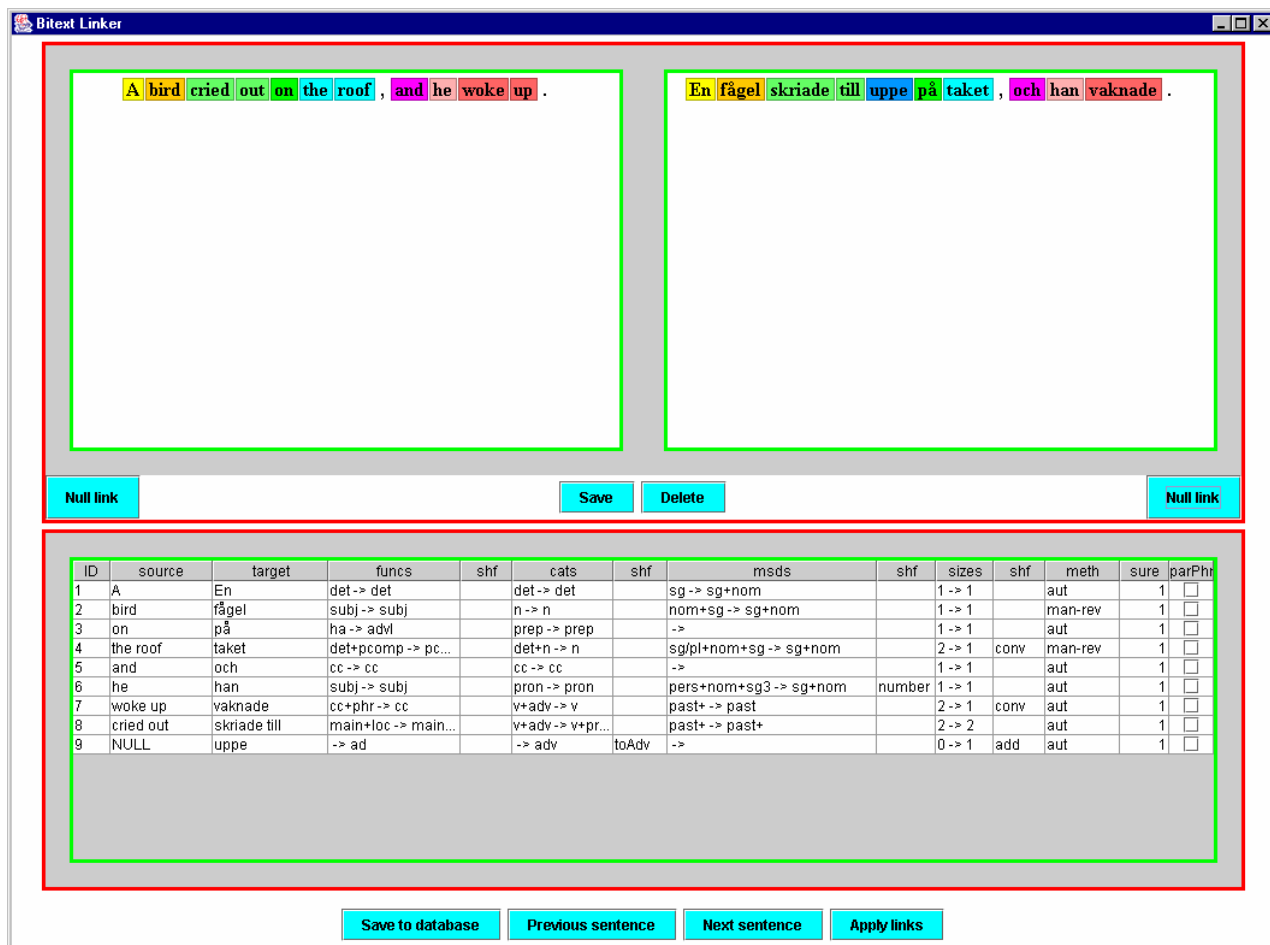 Bitext Linker
A bird cried out on the roof , and he woke up .
En fågel skriade till uppe på taket , och han vaknade .
Null link Save Delete Null link
ID source target funcs shf cats shf msds shf sizes shf meth sure parPhr
1 A En det -> det det -> det sg -> sg+nom 1 -> 1 aut 1
2 bird fågel subj -> subj n -> n nom+sg -> sg+nom 1 -> 1 man-rev 1
3 on på ha -> advl prep -> prep -> 1 -> 1 aut 1
4 the roof taket det+pcomp -> pc... det+n -> n sg/pl+nom+sg -> sg+nom 2 -> 1 conv man-rev 1
5 and och cc -> cc cc -> cc -> 1 -> 1 aut 1
6 he han subj -> subj pron -> pron pers+nom+sg3 -> sg+nom number 1 -> 1 aut 1
7 woke up vaknade cc+phr -> cc v+adv -> v past+ -> past 2 -> 1 conv aut 1
8 cried out skriade till main+loc -> main... v+adv -> v+pr... past+ -> past+ 2 -> 2 aut 1
9 NULL uppe -> ad -> adv toAdv -> 0 -> 1 add aut 1
Save to database Previous sentence Next sentence Apply links